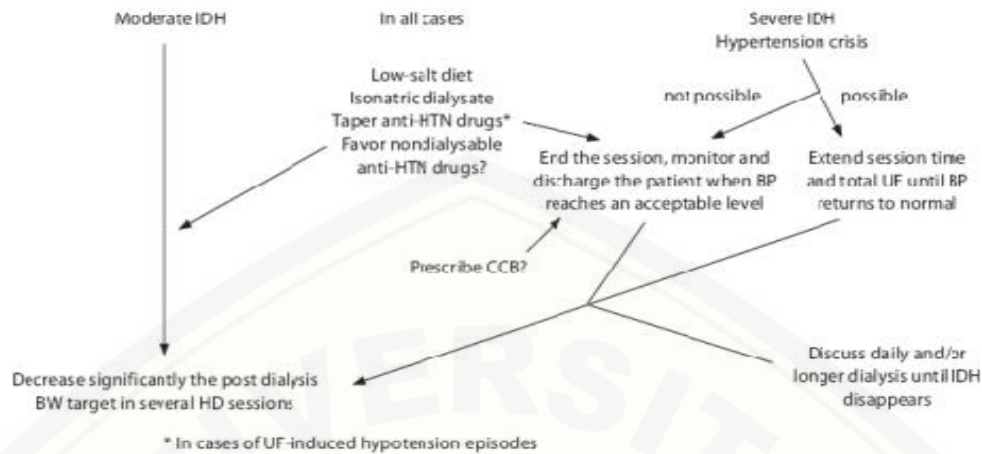 Moderate IDH
In all cases
Severe IDH
Hypertension crisis
Low-salt diet
Isonatric dialysate
Taper anti-HTN drugs*
Favor nondialysable
anti-HTN drugs?
not possible
possible
End the session, monitor and
discharge the patient when BP
reaches an acceptable level
Extend session time
and total UF until BP
returns to normal
Prescribe CCB?
Decrease significantly the post dialysis
BW target in several HD sessions
Discuss daily and/or
longer dialysis until IDH
disappears
* In cases of UF-induced hypotension episodes